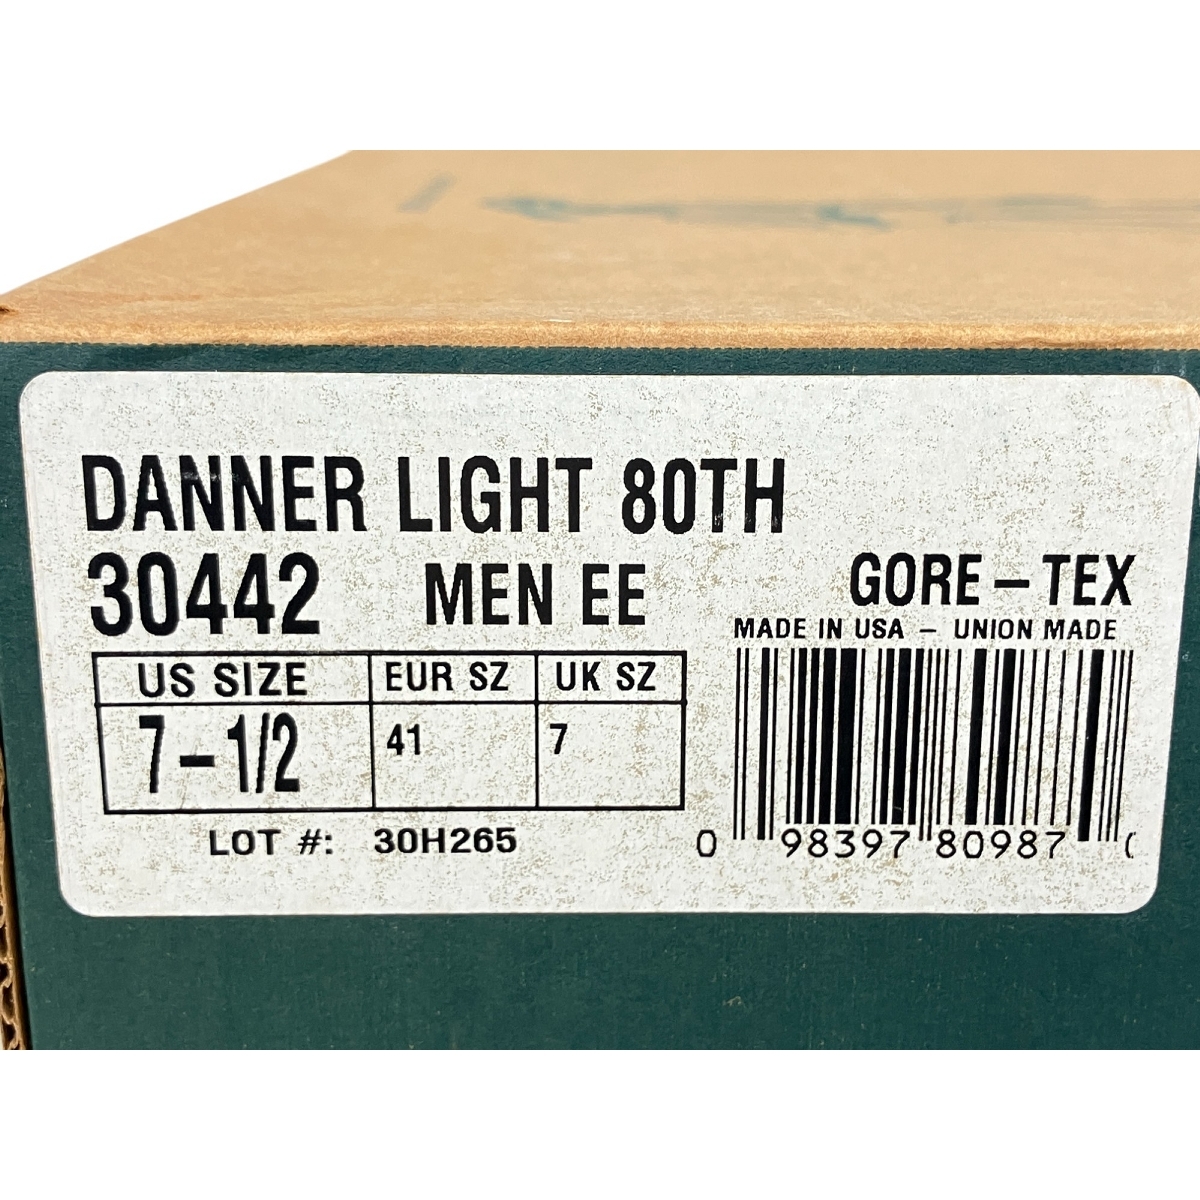 DANNER LIGHT 80TH
30442 MEN EE
GORE-TEX
MADE IN USA - UNION MADE
US SIZE EUR SZ UK SZ
7-1/2 41 7
LOT #: 30H265
0 98397 80987